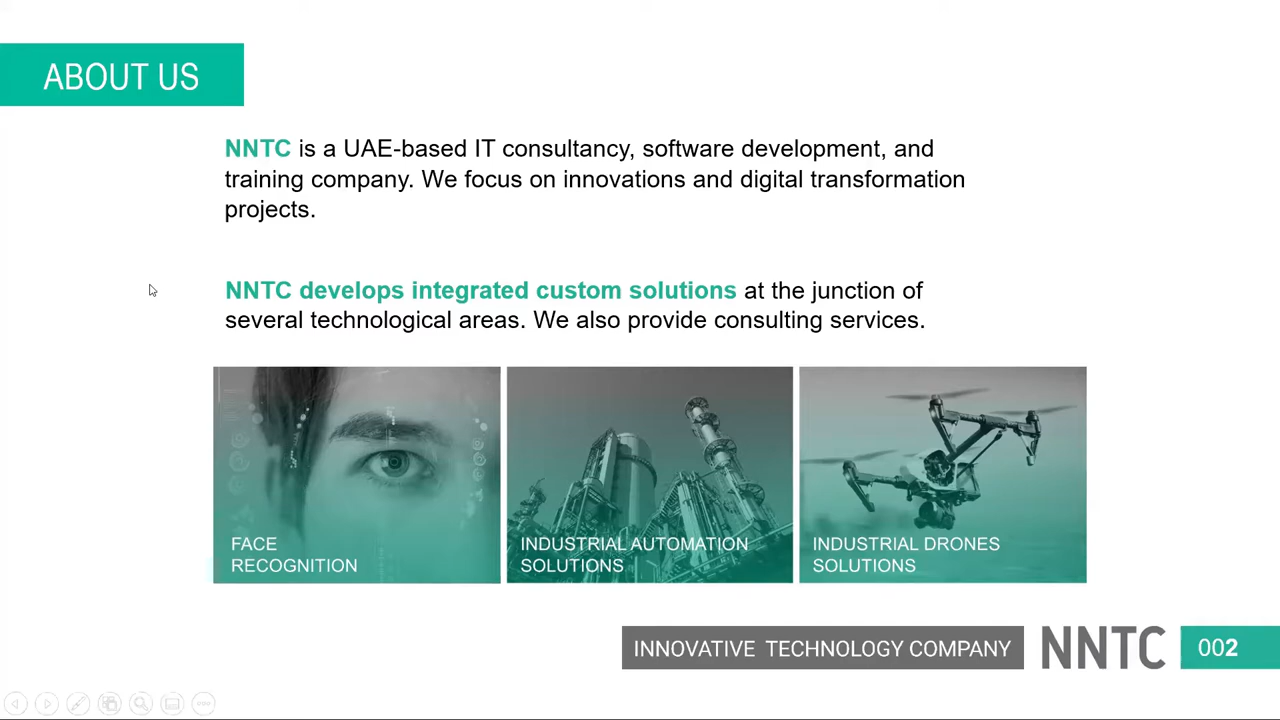 ABOUT US
NNTC is a UAE-based IT consultancy, software development, and
training company. We focus on innovations and digital transformation
projects.
NNTC develops integrated custom solutions at the junction of
several technological areas. We also provide consulting services.
FACE
RECOGNITION
INDUSTRIAL AUTOMATION
SOLUTIONS
INDUSTRIAL DRONES
SOLUTIONS
INNOVATIVE TECHNOLOGY COMPANY
NNTC
002